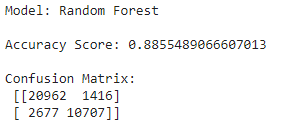 Model: Random Forest
Accuracy Score: 0.8855489066607013
Confusion Matrix:
[[20962 1416]
[ 2677 10707]]